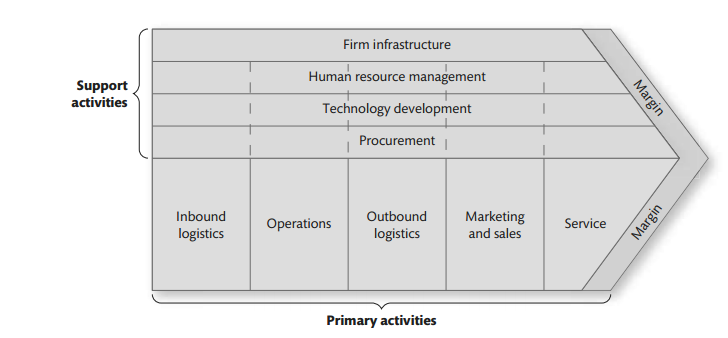 Firm infrastructure
Human resource management
Technology development
Procurement
Support
activities
Margin
Inbound
logistics
Operations
Outbound
logistics
Marketing
and sales
Service
Margin
Primary activities